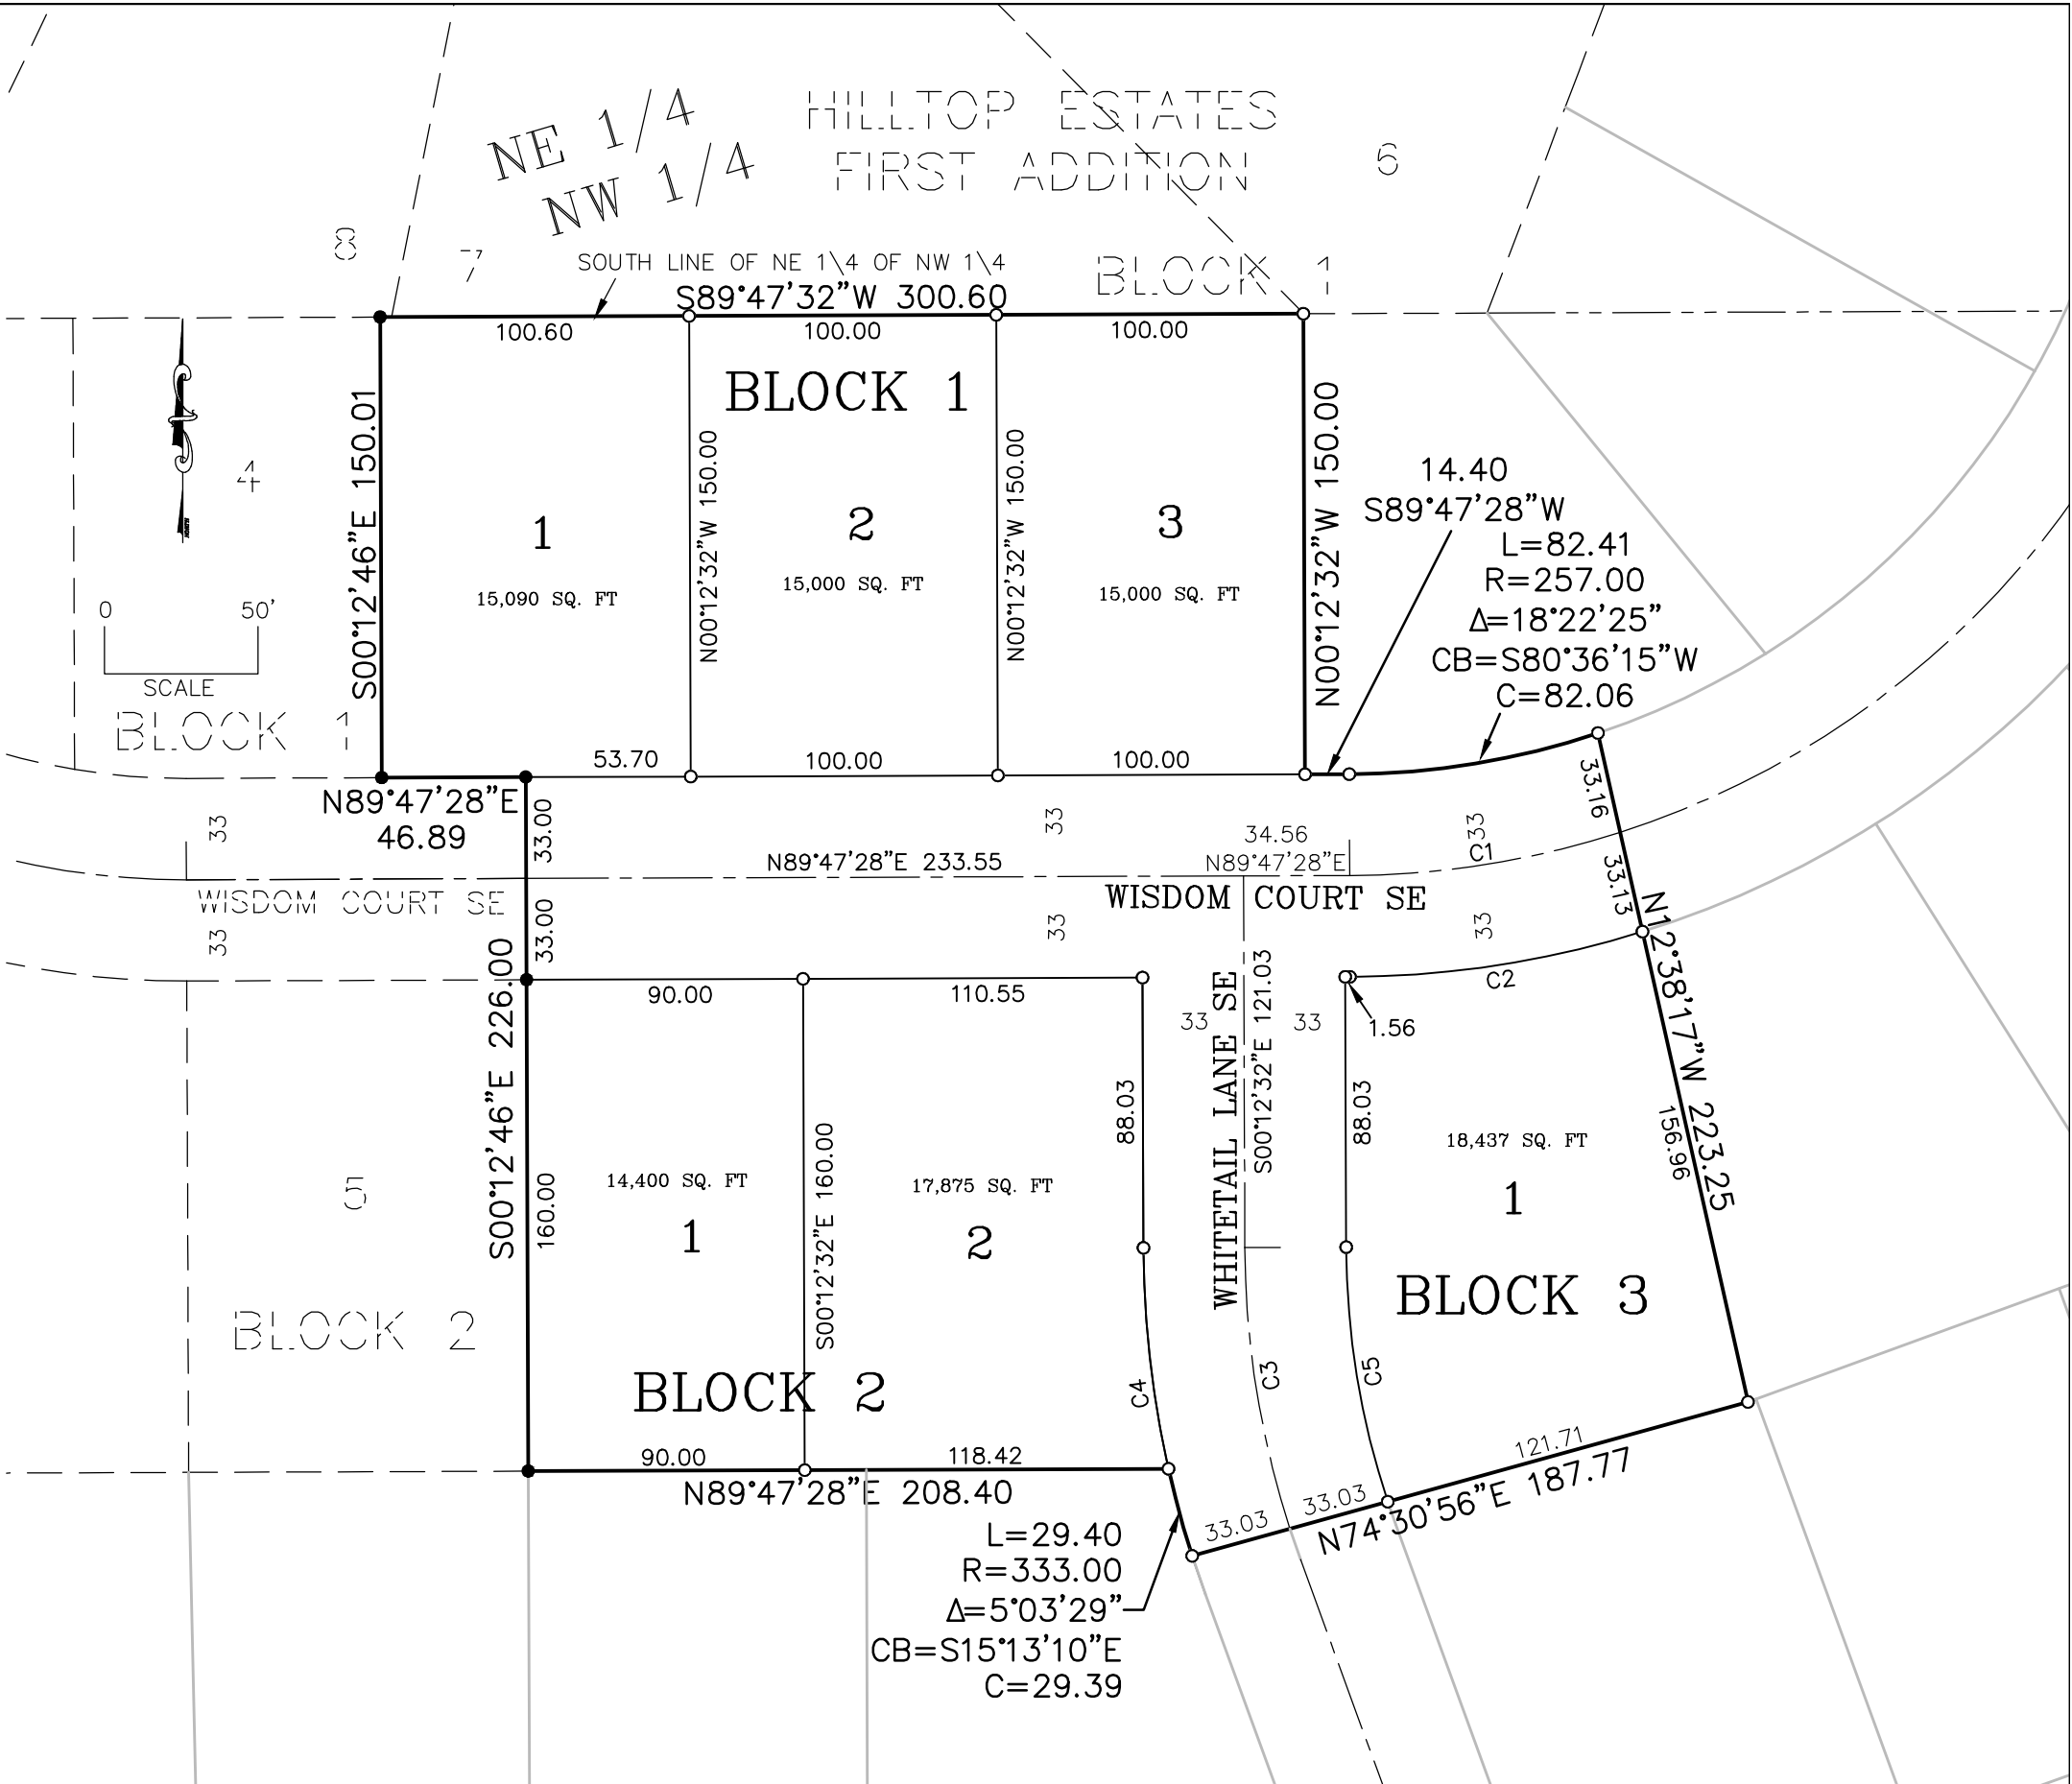 NE 1/4
NW 1/4
HILLTOP ESTATES
FIRST ADDITION
6
8
7
SOUTH LINE OF NE 1\4 OF NW 1\4
BLOCK 1
S89°47'32"W 300.60
100.60
100.00
100.00
BLOCK 1
S00°12'46"E 150.01
N00°12'32"W 150.00
N00°12'32"W 150.00
N00°12'32"W 150.00
4
1
2
3
15,090 SQ. FT
15,000 SQ. FT
15,000 SQ. FT
14.40
S89°47'28"W
L=82.41
R=257.00
Δ=18°22'25"
CB=S80°36'15"W
C=82.06
0 50'
SCALE
BLOCK 1
53.70
100.00
100.00
N89°47'28"E
46.89
33
33.00
33
34.56
33
C1
33.16
N89°47'28"E 233.55
N89°47'28"E
WISDOM COURT SE
WISDOM COURT SE
33
33.00
33
33
33.13
N12°38'17"W 223.25
S00°12'46"E 226.00
90.00
110.55
C2
33
33
1.56
WHITETAIL LANE SE
S00°12'32"E 121.03
88.03
88.03
156.96
18,437 SQ. FT
1
BLOCK 3
5
BLOCK 2
160.00
14,400 SQ. FT
1
S00°12'32"E 160.00
17,875 SQ. FT
2
BLOCK 2
C4
C3
C5
90.00
118.42
N89°47'28"E 208.40
121.71
33.03
33.03
N74°30'56"E 187.77
L=29.40
R=333.00
Δ=5°03'29"
CB=S15°13'10"E
C=29.39